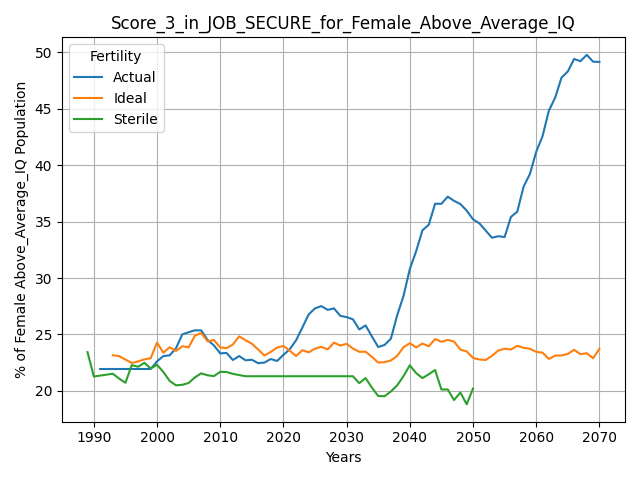 Score_3_in_JOB_SECURE_for_Female_Above_Average_IQ
% of Female Above_Average_IQ Population
50
45
40
35
30
25
20
Fertility
Actual
Ideal
Sterile
1990 2000 2010 2020 2030 2040 2050 2060 2070
Years